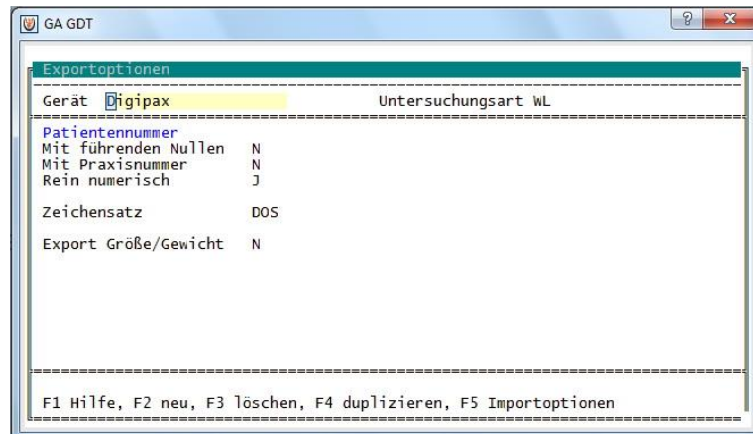 GA GDT
Exportoptionen
Gerät Digipax Untersuchungsart WL
Patientennummer
Mit führenden Nullen N
Mit Praxisnummer N
Rein numerisch J
Zeichensatz DOS
Export Größe/Gewicht N
F1 Hilfe, F2 neu, F3 löschen, F4 duplizieren, F5 Importoptionen